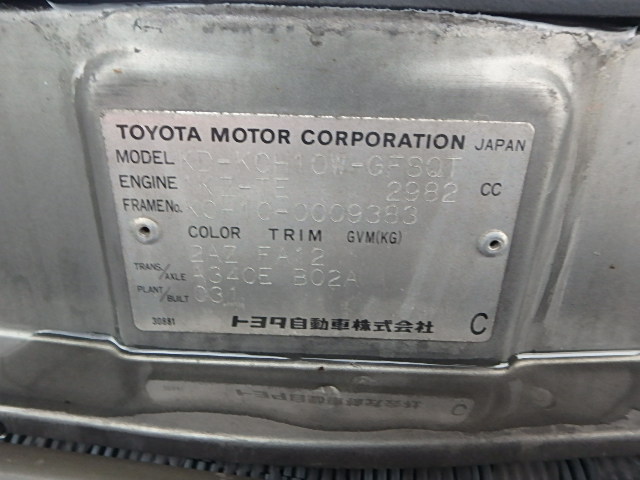 TOYOTA MOTOR CORPORATION JAPAN
MODEL KD-KCH10W-GFSQT
ENGINE 1KZ-TE 2982 CC
FRAME No. KCH10-0009383
COLOR TRIM GVM(KG)
2AZ FA12
TRANS./AXLE A340E B02A
PLANT/BUILT C31
30881 トヨタ自動車株式会社 C